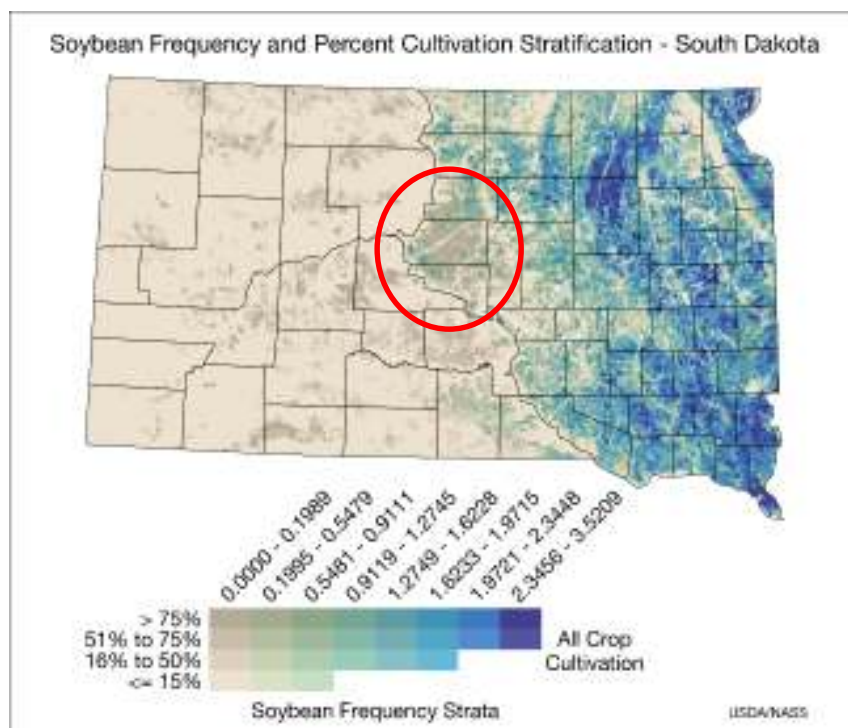 Soybean Frequency and Percent Cultivation Stratification - South Dakota
0.0000 - 0.1989
0.1995 - 0.5479
0.5481 - 0.9111
0.9119 - 1.2745
1.2749 - 1.6228
1.6233 - 1.9715
1.9721 - 2.3448
2.3456 - 3.5209
> 75%
51% to 75%
16% to 50%
<= 15%
All Crop
Cultivation
Soybean Frequency Strata
USDA/NASS